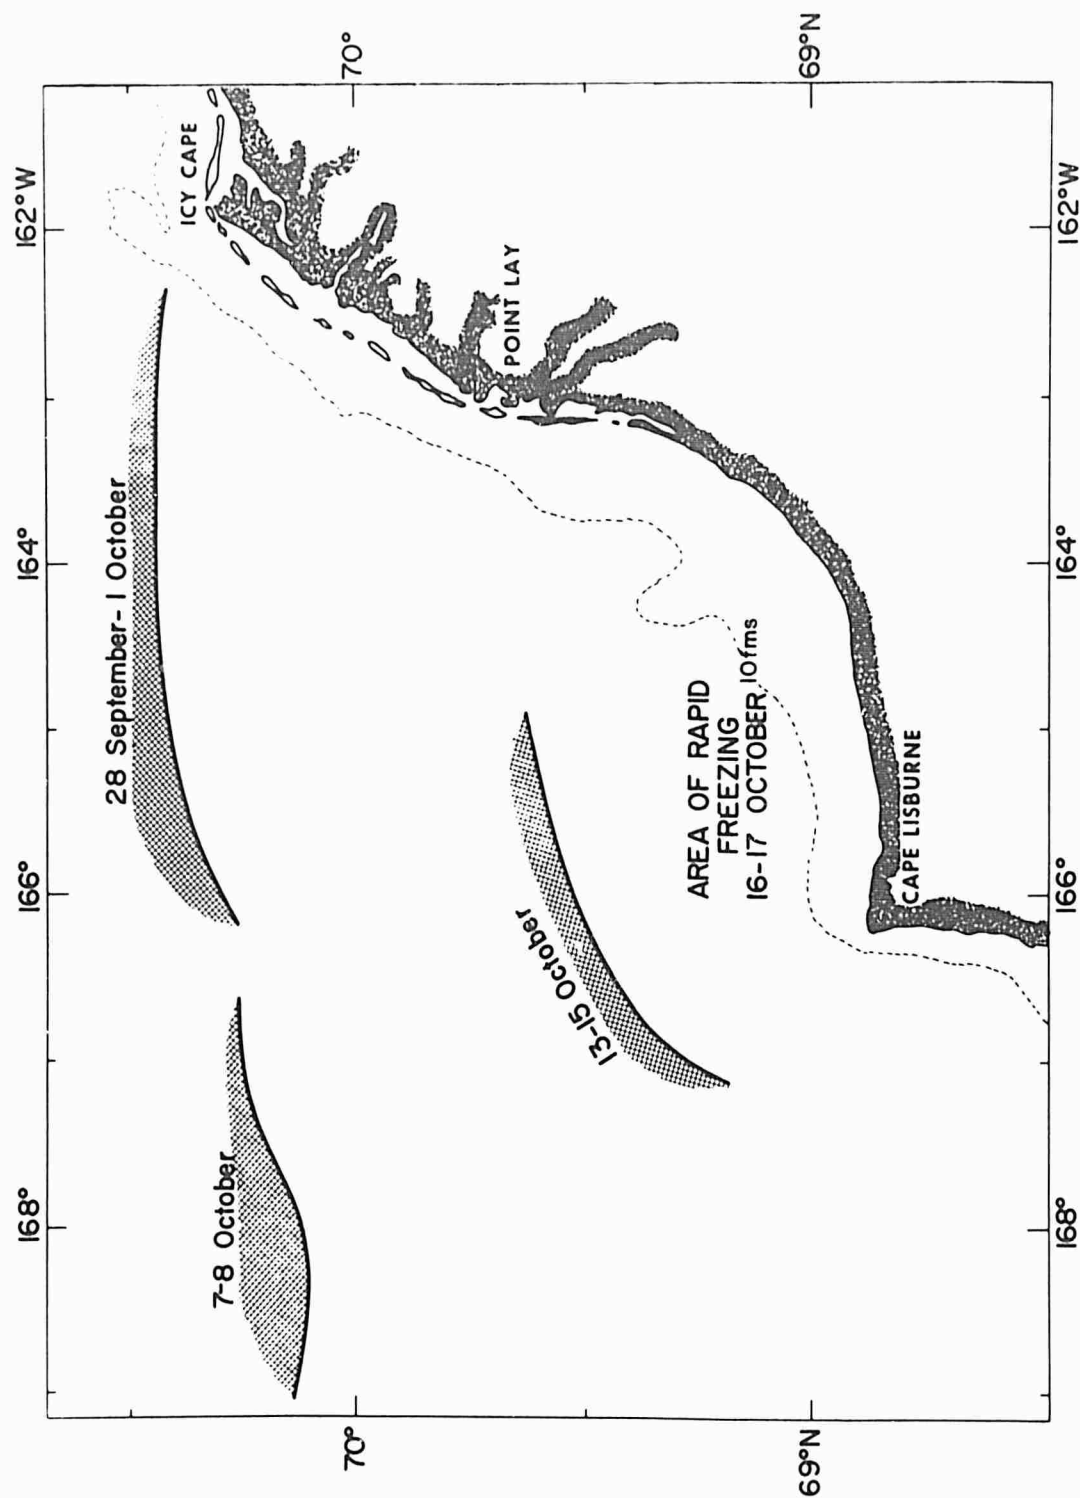 168° 166° 164° 162°W
28 September-1 October
ICY CAPE
7-8 October
70° 70°
POINT LAY
13-15 October
AREA OF RAPID
FREEZING
16-17 OCTOBER
10fms
69°N 69°N
CAPE LISBURNE
168° 166° 164° 162°W